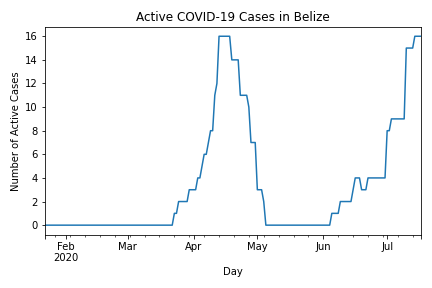 Active COVID-19 Cases in Belize
Number of Active Cases
16
14
12
10
8
6
4
2
0
Feb
2020
Mar
Apr
May
Jun
Jul
Day